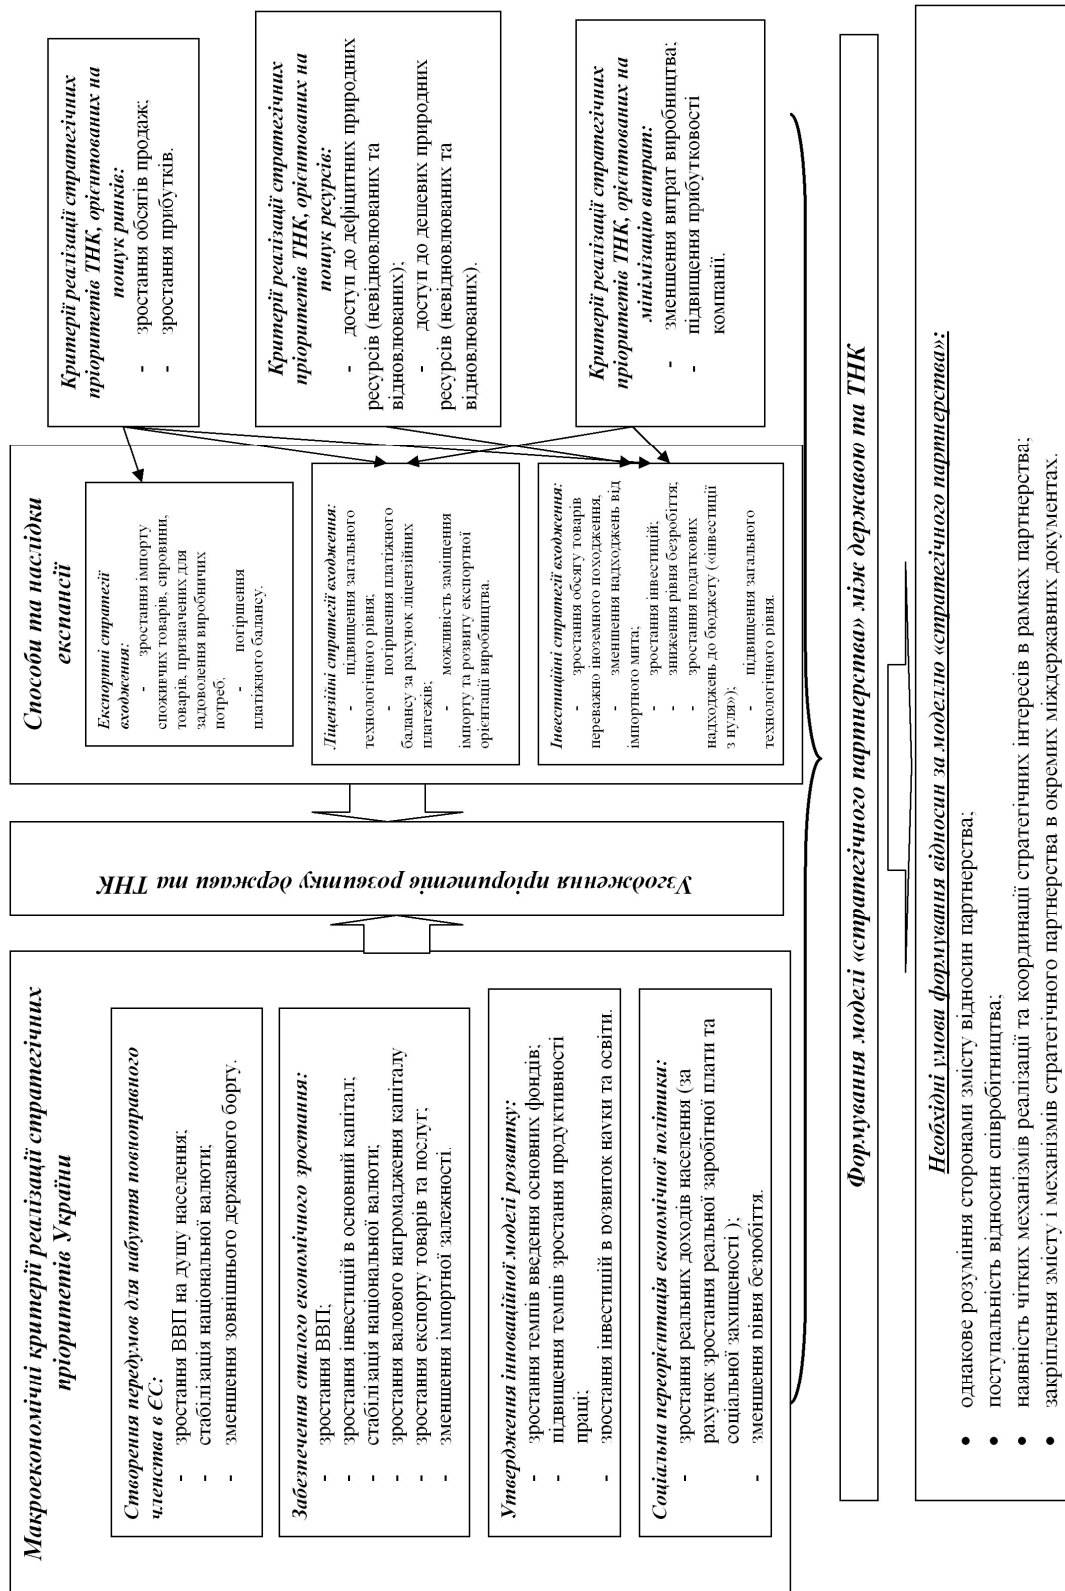 Макроекономічні критерії реалізації стратегічних
пріоритетів України
Створення передумов для набуття повноправного
членства в ЄС:
- зростання ВВП на душу населення;
- стабілізація національної валюти;
- зменшення зовнішнього державного боргу.
Забезпечення сталого економічного зростання:
- зростання ВВП;
- зростання інвестицій в основний капітал;
- стабілізація національної валюти;
- зростання валового нагромадження капіталу
- зростання експорту товарів та послуг;
- зменшення імпортної залежності.
Утвердження інноваційної моделі розвитку:
- зростання темпів введення основних фондів;
- підвищення темпів зростання продуктивності
праці;
- зростання інвестицій в розвиток науки та освіти.
Соціальна переорієнтація економічної політики:
- зростання реальних доходів населення (за
рахунок зростання реальної заробітної плати та
соціальної захищеності );
- зменшення рівня безробіття.
Узгодження пріоритетів розвитку держави та ТНК
Способи та наслідки
експансії
Експортні стратегії
входження:
- зростання імпорту
споживчих товарів, сировини,
товарів, призначених для
задоволення виробничих
потреб;
- погіршення
платіжного балансу.
Ліцензійні стратегії входження:
- підвищення загального
технологічного рівня;
- погіршення платіжного
балансу за рахунок ліцензійних
платежів;
- можливість заміщення
імпорту та розвитку експортної
орієнтації виробництва.
Інвестиційні стратегії входження:
- зростання обсягу товарів
переважно іноземного походження,
- зменшення надходжень від
імпортного мита;
- зростання інвестицій;
- зниження рівня безробіття;
- зростання податкових
надходжень до бюджету («інвестиції
з нуля»);
- підвищення загального
технологічного рівня.
Критерії реалізації стратегічних
пріоритетів ТНК, орієнтованих на
пошук ринків:
- зростання обсягів продаж;
- зростання прибутків.
Критерії реалізації стратегічних
пріоритетів ТНК, орієнтованих на
пошук ресурсів:
- доступ до дефіцитних природних
ресурсів (невідновлюваних та
відновлюваних);
- доступ до дешевих природних
ресурсів (невідновлюваних та
відновлюваних).
Критерії реалізації стратегічних
пріоритетів ТНК, орієнтованих на
мінімізацію витрат:
- зменшення витрат виробництва;
- підвищення прибутковості
компанії.
Формування моделі «стратегічного партнерства» між державою та ТНК
Необхідні умови формування відносин за моделлю «стратегічного партнерства»:
• однакове розуміння сторонами змісту відносин партнерства;
• поступальність відносин співробітництва;
• наявність чітких механізмів реалізації та координації стратегічних інтересів в рамках партнерства;
• закріплення змісту і механізмів стратегічного партнерства в окремих міждержавних документах.